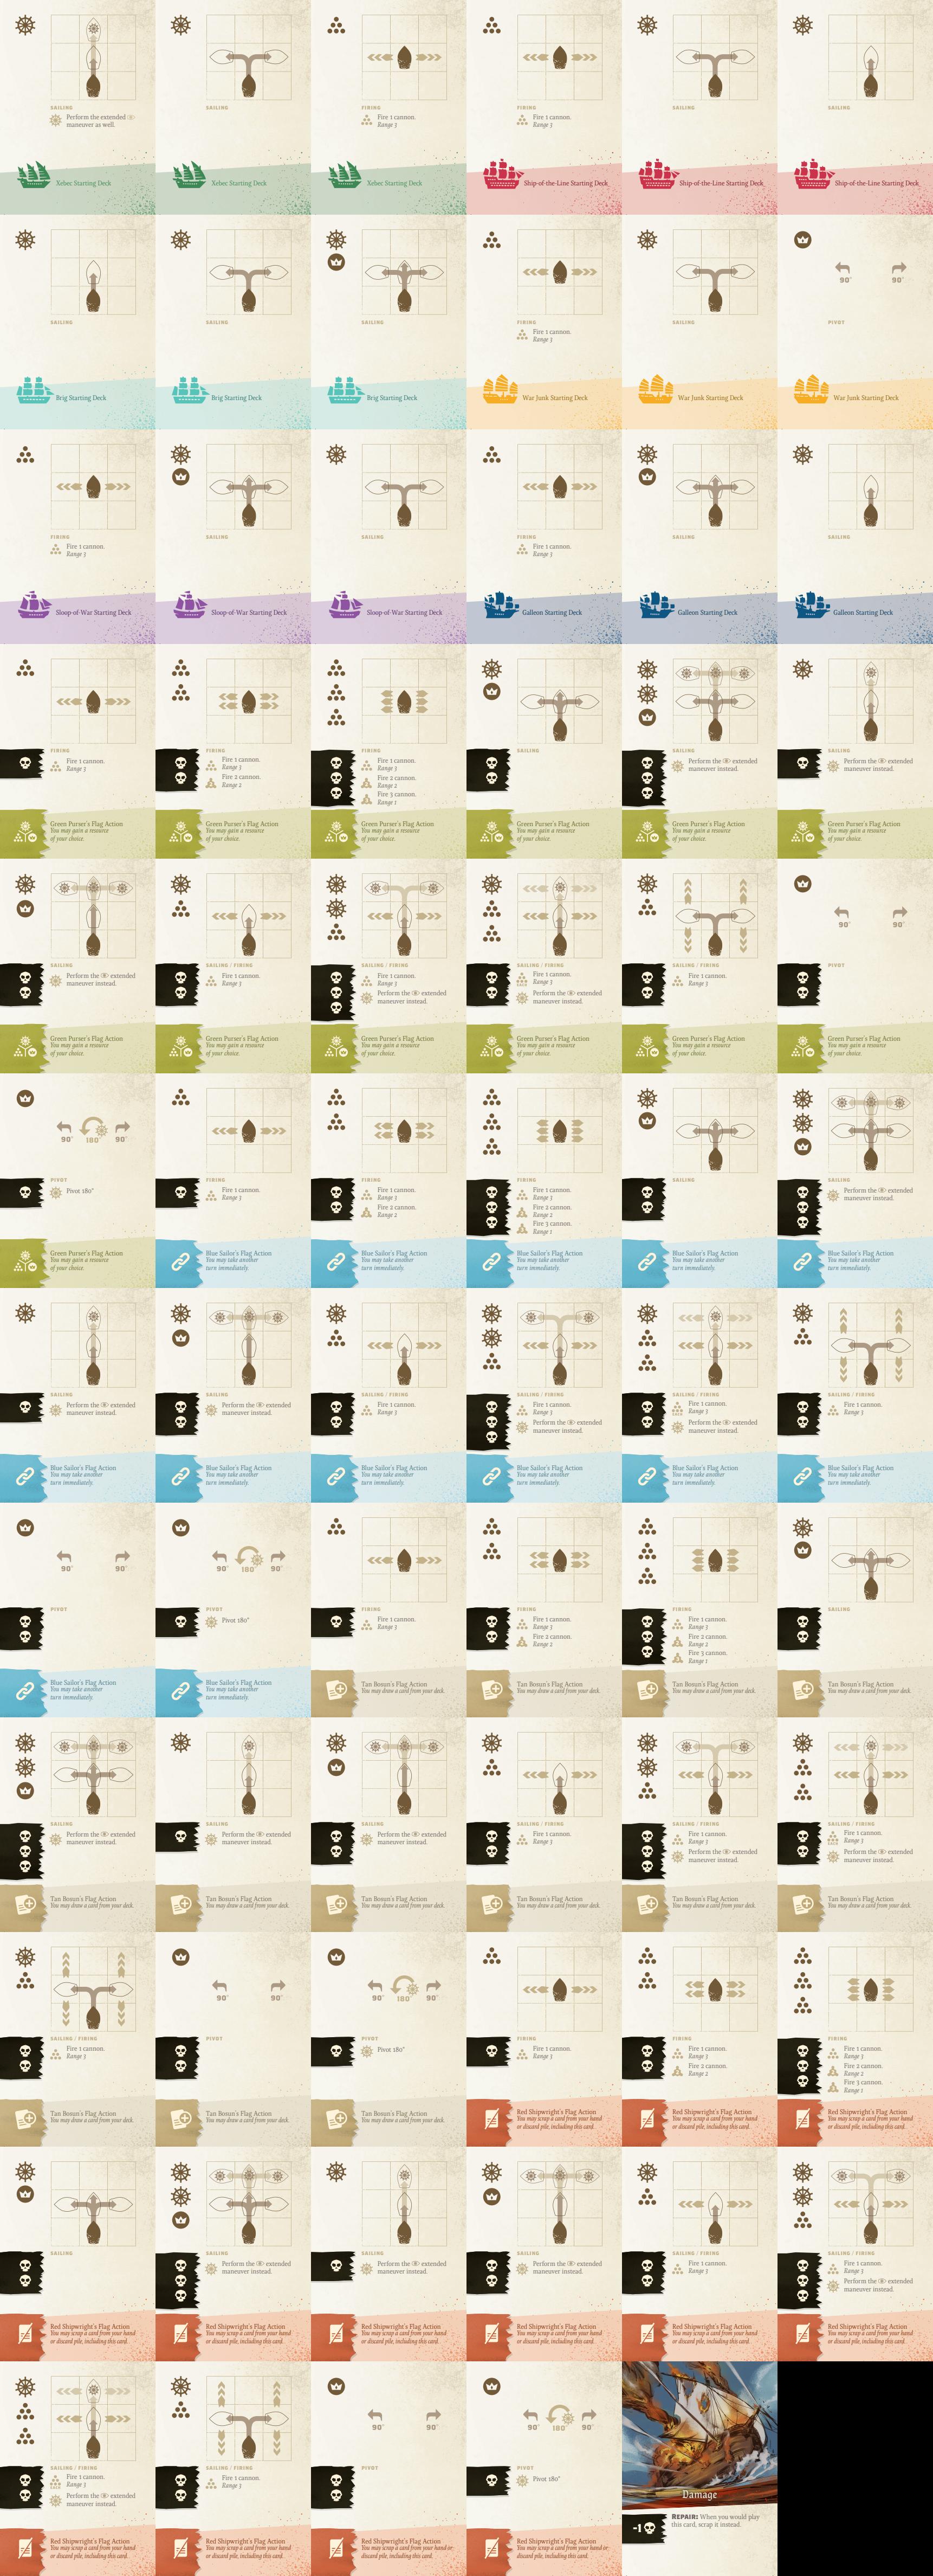 SAILING
Perform the extended
maneuver as well.
Xebec Starting Deck
SAILING
Xebec Starting Deck
FIRING
Fire 1 cannon.
Range 3
Xebec Starting Deck
FIRING
Fire 1 cannon.
Range 3
Ship-of-the-Line Starting Deck
SAILING
Ship-of-the-Line Starting Deck
SAILING
Ship-of-the-Line Starting Deck
SAILING
Brig Starting Deck
SAILING
Brig Starting Deck
SAILING
Brig Starting Deck
FIRING
Fire 1 cannon.
Range 3
War Junk Starting Deck
SAILING
War Junk Starting Deck
90° 90°
PIVOT
War Junk Starting Deck
FIRING
Fire 1 cannon.
Range 3
Sloop-of-War Starting Deck
SAILING
Sloop-of-War Starting Deck
SAILING
Sloop-of-War Starting Deck
FIRING
Fire 1 cannon.
Range 3
Galleon Starting Deck
SAILING
Galleon Starting Deck
SAILING
Galleon Starting Deck
FIRING
Fire 1 cannon.
Range 3
Green Purser's Flag Action
You may gain a resource
of your choice.
FIRING
Fire 1 cannon.
Range 3
Fire 2 cannon.
Range 2
Green Purser's Flag Action
You may gain a resource
of your choice.
FIRING
Fire 1 cannon.
Range 3
Fire 2 cannon.
Range 2
Fire 3 cannon.
Range 1
Green Purser's Flag Action
You may gain a resource
of your choice.
SAILING
Green Purser's Flag Action
You may gain a resource
of your choice.
SAILING
Perform the extended
maneuver instead.
Green Purser's Flag Action
You may gain a resource
of your choice.
SAILING
Perform the extended
maneuver instead.
Green Purser's Flag Action
You may gain a resource
of your choice.
SAILING
Perform the extended
maneuver instead.
Green Purser's Flag Action
You may gain a resource
of your choice.
SAILING / FIRING
Fire 1 cannon.
Range 3
Green Purser's Flag Action
You may gain a resource
of your choice.
SAILING / FIRING
Fire 1 cannon.
Range 3
Perform the extended
maneuver instead.
Green Purser's Flag Action
You may gain a resource
of your choice.
SAILING / FIRING
Fire 1 cannon.
Range 3
Perform the extended
maneuver instead.
Green Purser's Flag Action
You may gain a resource
of your choice.
SAILING / FIRING
Fire 1 cannon.
Range 3
Green Purser's Flag Action
You may gain a resource
of your choice.
90° 90°
PIVOT
Green Purser's Flag Action
You may gain a resource
of your choice.
90° 180° 90°
PIVOT
Pivot 180°
Green Purser's Flag Action
You may gain a resource
of your choice.
FIRING
Fire 1 cannon.
Range 3
Blue Sailor's Flag Action
You may take another
turn immediately.
FIRING
Fire 1 cannon.
Range 3
Fire 2 cannon.
Range 2
Blue Sailor's Flag Action
You may take another
turn immediately.
FIRING
Fire 1 cannon.
Range 3
Fire 2 cannon.
Range 2
Fire 3 cannon.
Range 1
Blue Sailor's Flag Action
You may take another
turn immediately.
SAILING
Blue Sailor's Flag Action
You may take another
turn immediately.
SAILING
Perform the extended
maneuver instead.
Blue Sailor's Flag Action
You may take another
turn immediately.
SAILING
Perform the extended
maneuver instead.
Blue Sailor's Flag Action
You may take another
turn immediately.
SAILING
Perform the extended
maneuver instead.
Blue Sailor's Flag Action
You may take another
turn immediately.
SAILING / FIRING
Fire 1 cannon.
Range 3
Blue Sailor's Flag Action
You may take another
turn immediately.
SAILING / FIRING
Fire 1 cannon.
Range 3
Perform the extended
maneuver instead.
Blue Sailor's Flag Action
You may take another
turn immediately.
SAILING / FIRING
Fire 1 cannon.
Range 3
Perform the extended
maneuver instead.
Blue Sailor's Flag Action
You may take another
turn immediately.
SAILING / FIRING
Fire 1 cannon.
Range 3
Blue Sailor's Flag Action
You may take another
turn immediately.
90° 90°
PIVOT
Blue Sailor's Flag Action
You may take another
turn immediately.
90° 180° 90°
PIVOT
Pivot 180°
Blue Sailor's Flag Action
You may take another
turn immediately.
FIRING
Fire 1 cannon.
Range 3
Tan Bosun's Flag Action
You may draw a card from your deck.
FIRING
Fire 1 cannon.
Range 3
Fire 2 cannon.
Range 2
Tan Bosun's Flag Action
You may draw a card from your deck.
FIRING
Fire 1 cannon.
Range 3
Fire 2 cannon.
Range 2
Fire 3 cannon.
Range 1
Tan Bosun's Flag Action
You may draw a card from your deck.
SAILING
Tan Bosun's Flag Action
You may draw a card from your deck.
SAILING
Perform the extended
maneuver instead.
Tan Bosun's Flag Action
You may draw a card from your deck.
SAILING
Perform the extended
maneuver instead.
Tan Bosun's Flag Action
You may draw a card from your deck.
SAILING
Perform the extended
maneuver instead.
Tan Bosun's Flag Action
You may draw a card from your deck.
SAILING / FIRING
Fire 1 cannon.
Range 3
Tan Bosun's Flag Action
You may draw a card from your deck.
SAILING / FIRING
Fire 1 cannon.
Range 3
Perform the extended
maneuver instead.
Tan Bosun's Flag Action
You may draw a card from your deck.
SAILING / FIRING
Fire 1 cannon.
Range 3
Perform the extended
maneuver instead.
Tan Bosun's Flag Action
You may draw a card from your deck.
SAILING / FIRING
Fire 1 cannon.
Range 3
Tan Bosun's Flag Action
You may draw a card from your deck.
90° 90°
PIVOT
Tan Bosun's Flag Action
You may draw a card from your deck.
90° 180° 90°
PIVOT
Pivot 180°
Tan Bosun's Flag Action
You may draw a card from your deck.
FIRING
Fire 1 cannon.
Range 3
Red Shipwright's Flag Action
You may scrap a card from your hand
or discard pile, including this card.
FIRING
Fire 1 cannon.
Range 3
Fire 2 cannon.
Range 2
Red Shipwright's Flag Action
You may scrap a card from your hand
or discard pile, including this card.
FIRING
Fire 1 cannon.
Range 3
Fire 2 cannon.
Range 2
Fire 3 cannon.
Range 1
Red Shipwright's Flag Action
You may scrap a card from your hand
or discard pile, including this card.
SAILING
Red Shipwright's Flag Action
You may scrap a card from your hand
or discard pile, including this card.
SAILING
Perform the extended
maneuver instead.
Red Shipwright's Flag Action
You may scrap a card from your hand
or discard pile, including this card.
SAILING
Perform the extended
maneuver instead.
Red Shipwright's Flag Action
You may scrap a card from your hand
or discard pile, including this card.
SAILING
Perform the extended
maneuver instead.
Red Shipwright's Flag Action
You may scrap a card from your hand
or discard pile, including this card.
SAILING / FIRING
Fire 1 cannon.
Range 3
Red Shipwright's Flag Action
You may scrap a card from your hand
or discard pile, including this card.
SAILING / FIRING
Fire 1 cannon.
Range 3
Perform the extended
maneuver instead.
Red Shipwright's Flag Action
You may scrap a card from your hand
or discard pile, including this card.
SAILING / FIRING
Fire 1 cannon.
Range 3
Perform the extended
maneuver instead.
Red Shipwright's Flag Action
You may scrap a card from your hand
or discard pile, including this card.
SAILING / FIRING
Fire 1 cannon.
Range 3
Red Shipwright's Flag Action
You may scrap a card from your hand
or discard pile, including this card.
90° 90°
PIVOT
Red Shipwright's Flag Action
You may scrap a card from your hand
or discard pile, including this card.
90° 180° 90°
PIVOT
Pivot 180°
Red Shipwright's Flag Action
You may scrap a card from your hand or
or discard pile, including this card.
Damage
REPAIR: When you would play
this card, scrap it instead.
-1